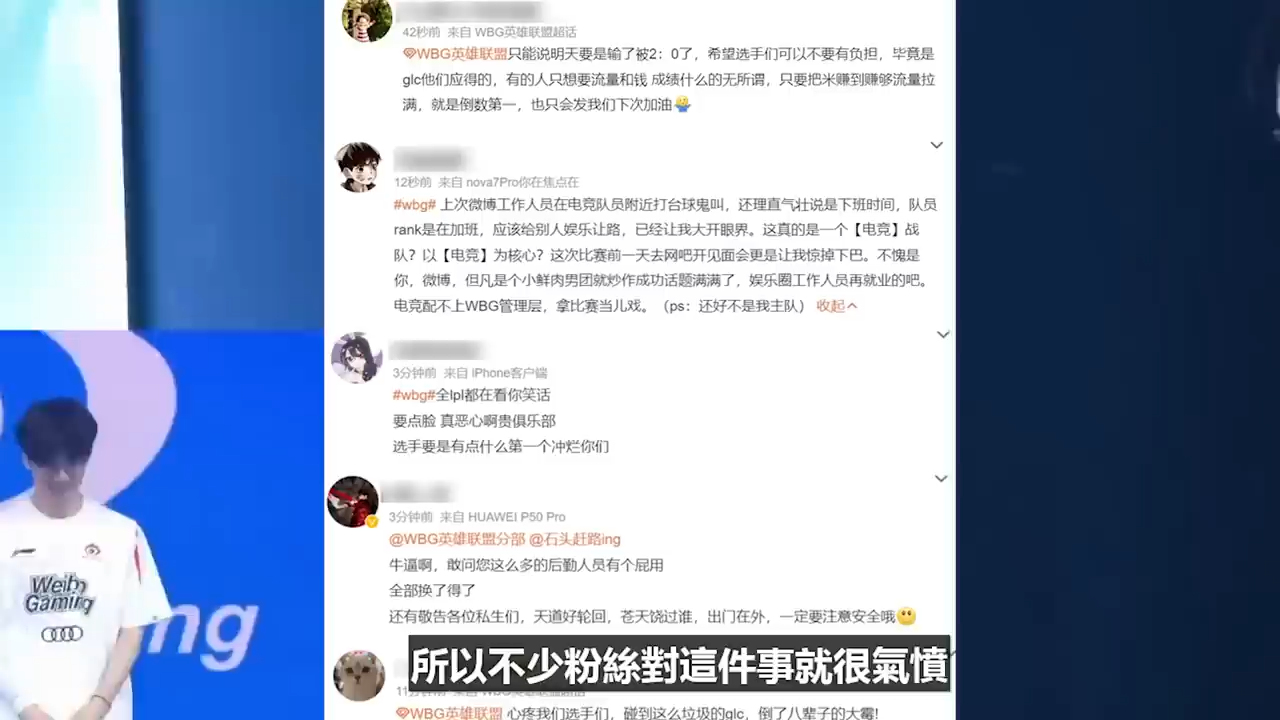 42秒前 来自 WBG英雄联盟超话
WBG英雄联盟只能说明天要是输了被2：0了，希望选手们可以不要有负担，毕竟是
glc他们应得的，有的人只想要流量和钱 成绩什么的无所谓，只要把米赚到赚够流量拉
满，就是倒数第一，也只会发我们下次加油
12秒前 来自 nova7Pro你在焦点在
#wbg# 上次微博工作人员在电竞队员附近打台球鬼叫，还理直气壮说是下班时间，队员
rank是在加班，应该给别人娱乐让路，已经让我大开眼界。这真的是一个【电竞】战
队？以【电竞】为核心？这次比赛前一天去网吧开见面会更是让我惊掉下巴。不愧是
你，微博，但凡是个小鲜肉男团就炒作成功话题满满了，娱乐圈工作人员再就业的吧。
电竞配不上WBG管理层，拿比赛当儿戏。（ps：还好不是我主队） 收起
3分钟前 来自 iPhone客户端
#wbg#全lpl都在看你笑话
要点脸 真恶心啊贵俱乐部
选手要是有点什么第一个冲烂你们
3分钟前 来自 HUAWEI P50 Pro
@WBG英雄联盟分部 @石头赶路ing
牛逼啊，敢问您这么多的后勤人员有个屁用
全部换了得了
还有敬告各位私生们，天道好轮回，苍天饶过谁，出门在外，一定要注意安全哦
Weibo
Gaming
ng
所以不少粉絲對這件事就很氣憤
11分钟前 来自 WBG英雄联盟超话
WBG英雄联盟 心疼我们选手们，碰到这么垃圾的glc，倒了八辈子的大霉!